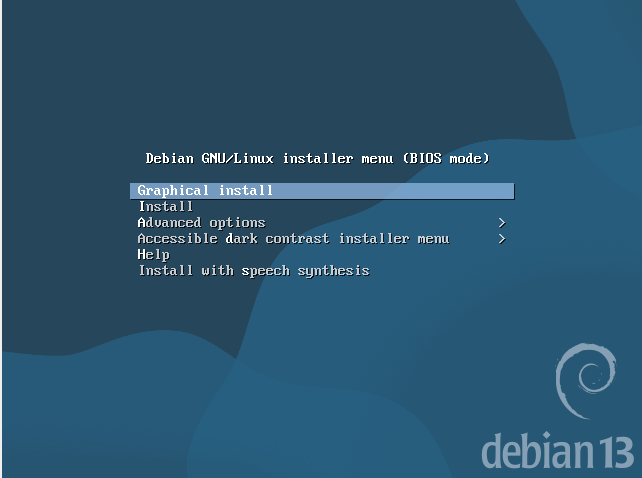 Debian GNU/Linux installer menu (BIOS mode)
Graphical install
Install
Advanced options >
Accessible dark contrast installer menu >
Help
Install with speech synthesis
debian 13